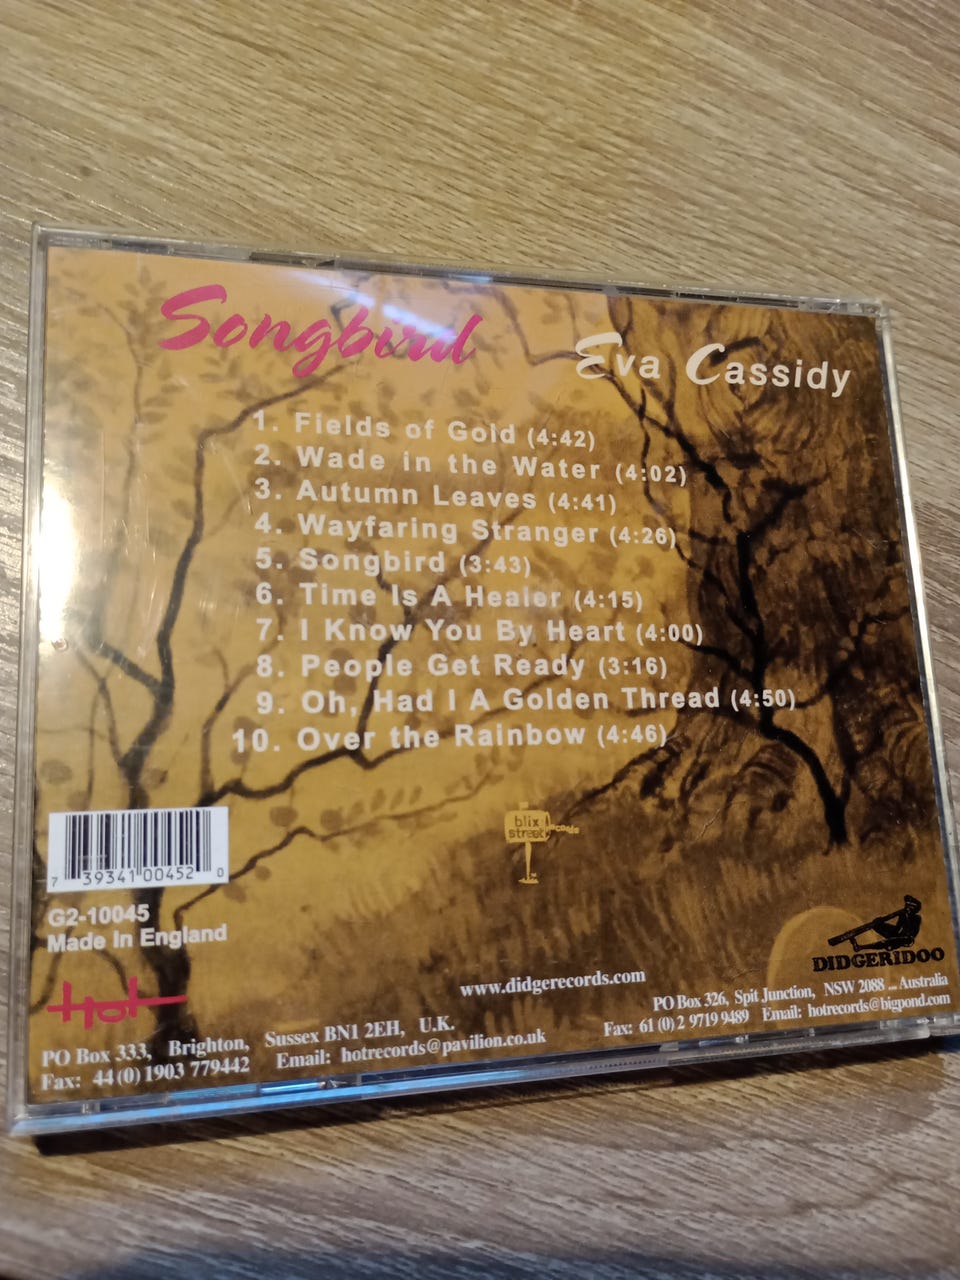 Songbird
Eva Cassidy
1. Fields of Gold (4:42)
2. Wade in the Water (4:02)
3. Autumn Leaves (4:41)
4. Wayfaring Stranger (4:26)
5. Songbird (3:43)
6. Time Is A Healer (4:15)
7. I Know You By Heart (4:00)
8. People Get Ready (3:16)
9. Oh, Had I A Golden Thread (4:50)
10. Over the Rainbow (4:46)
blix
street records
7 39341 00452 0
G2-10045
Made In England
Hot
DIDGERIDOO
www.didgerecords.com
PO Box 333, Brighton, Sussex BN1 2EH, U.K.
Fax: 44 (0) 1903 779442 Email: hotrecords@pavilion.co.uk
PO Box 326, Spit Junction, NSW 2088 ... Australia
Fax: 61 (0) 2 9719 9489 Email: hotrecords@bigpond.com